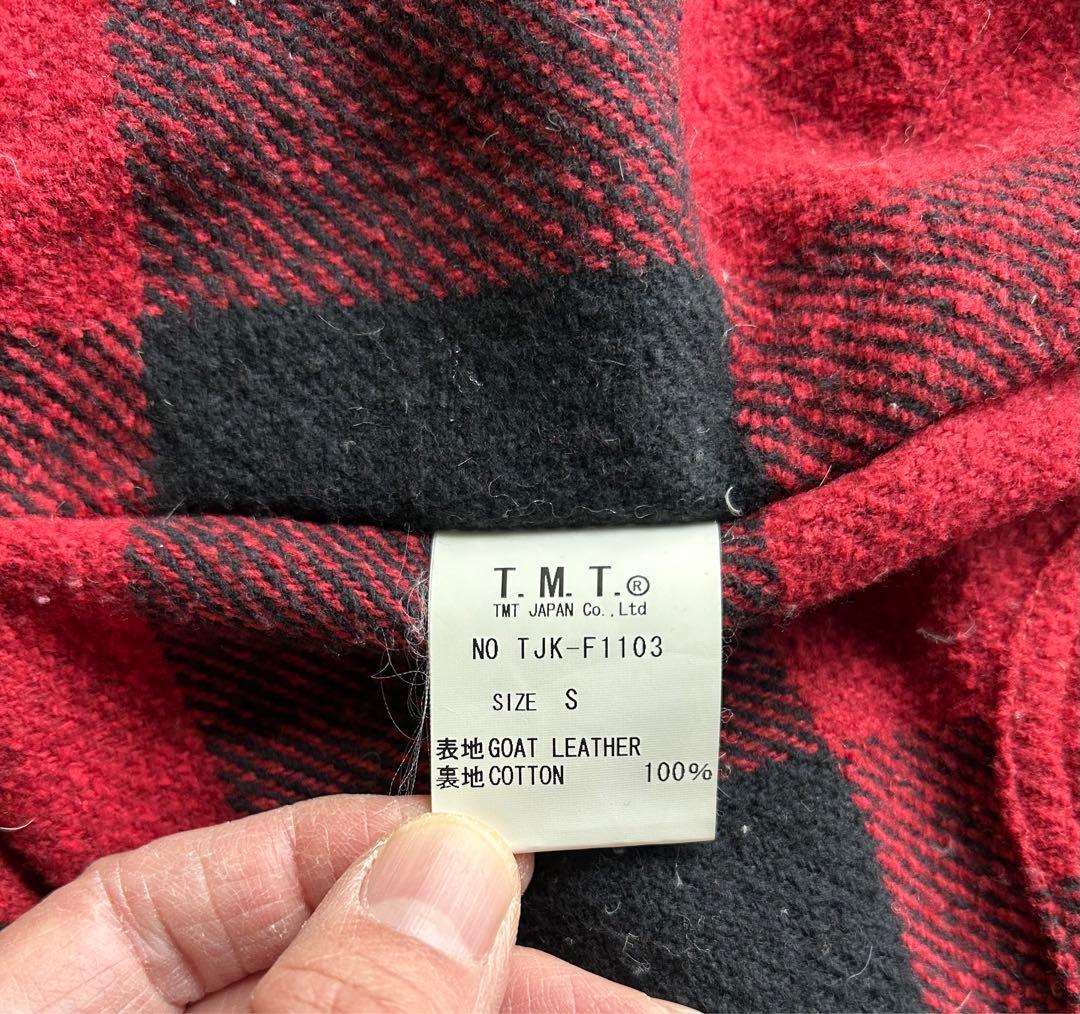 T.M.T.®
TMT JAPAN Co.,Ltd
NO TJK-F1103
SIZE S
表地GOAT LEATHER
裏地COTTON 100%